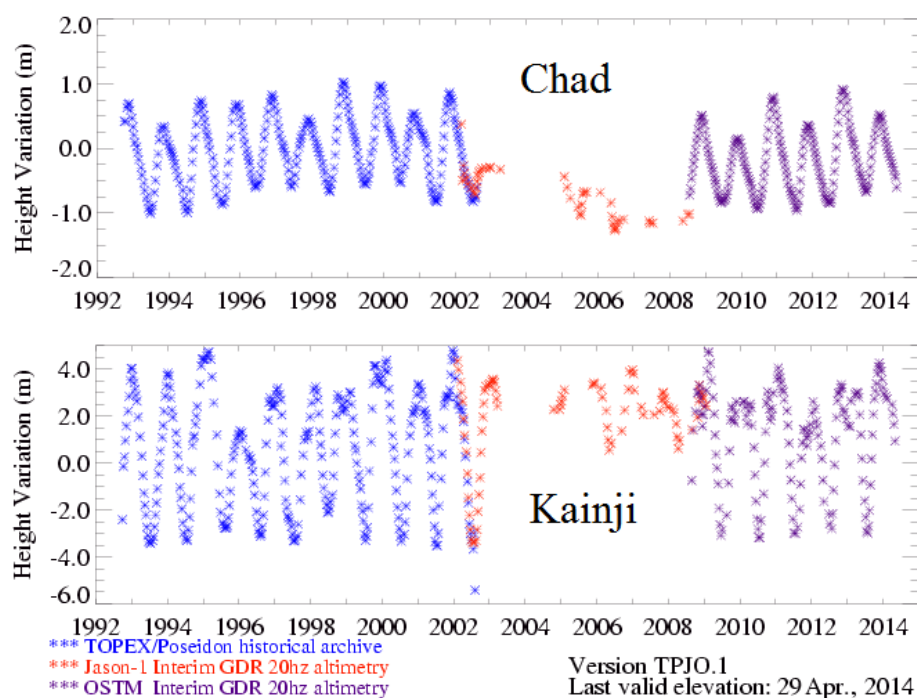 2.0
1.0
0.0
-1.0
-2.0
Height Variation (m)
Chad
1992 1994 1996 1998 2000 2002 2004 2006 2008 2010 2012 2014
4.0
2.0
0.0
-2.0
-4.0
-6.0
Height Variation (m)
Kainji
1992 1994 1996 1998 2000 2002 2004 2006 2008 2010 2012 2014
*** TOPEX/Poseidon historical archive
*** Jason-1 Interim GDR 20hz altimetry
*** OSTM Interim GDR 20hz altimetry
Version TPJO.1
Last valid elevation: 29 Apr., 2014